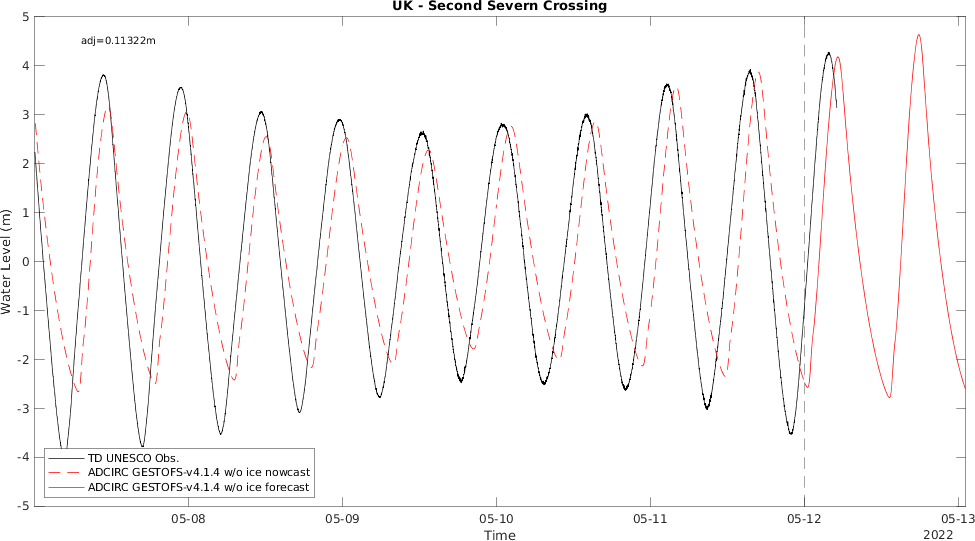 UK - Second Severn Crossing
adj=0.11322m
5
4
3
2
1
0
-1
-2
-3
-4
-5
Water Level (m)
TD UNESCO Obs.
ADCIRC GESTOFS-v4.1.4 w/o ice nowcast
ADCIRC GESTOFS-v4.1.4 w/o ice forecast
05-08 05-09 05-10 05-11 05-12 05-13
Time
2022